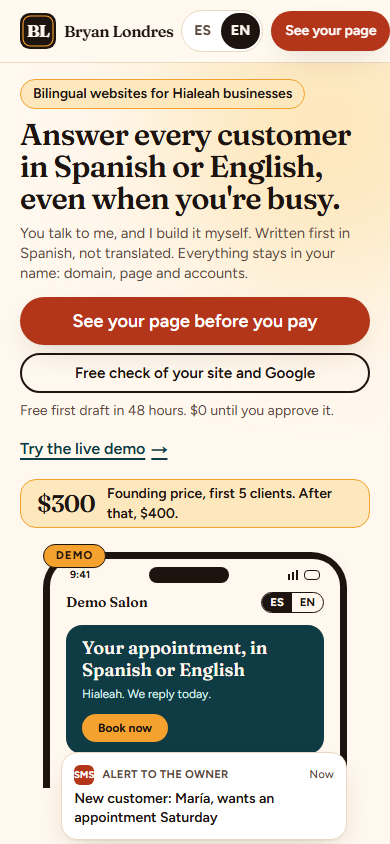 BL Bryan Londres ES EN See your page
Bilingual websites for Hialeah businesses
Answer every customer
in Spanish or English,
even when you're busy.
You talk to me, and I build it myself. Written first in
Spanish, not translated. Everything stays in your
name: domain, page and accounts.
See your page before you pay
Free check of your site and Google
Free first draft in 48 hours. $0 until you approve it.
Try the live demo →
$300 Founding price, first 5 clients. After
that, $400.
DEMO
9:41
Demo Salon ES EN
Your appointment, in
Spanish or English
Hialeah. We reply today.
Book now
SMS ALERT TO THE OWNER Now
New customer: María, wants an
appointment Saturday